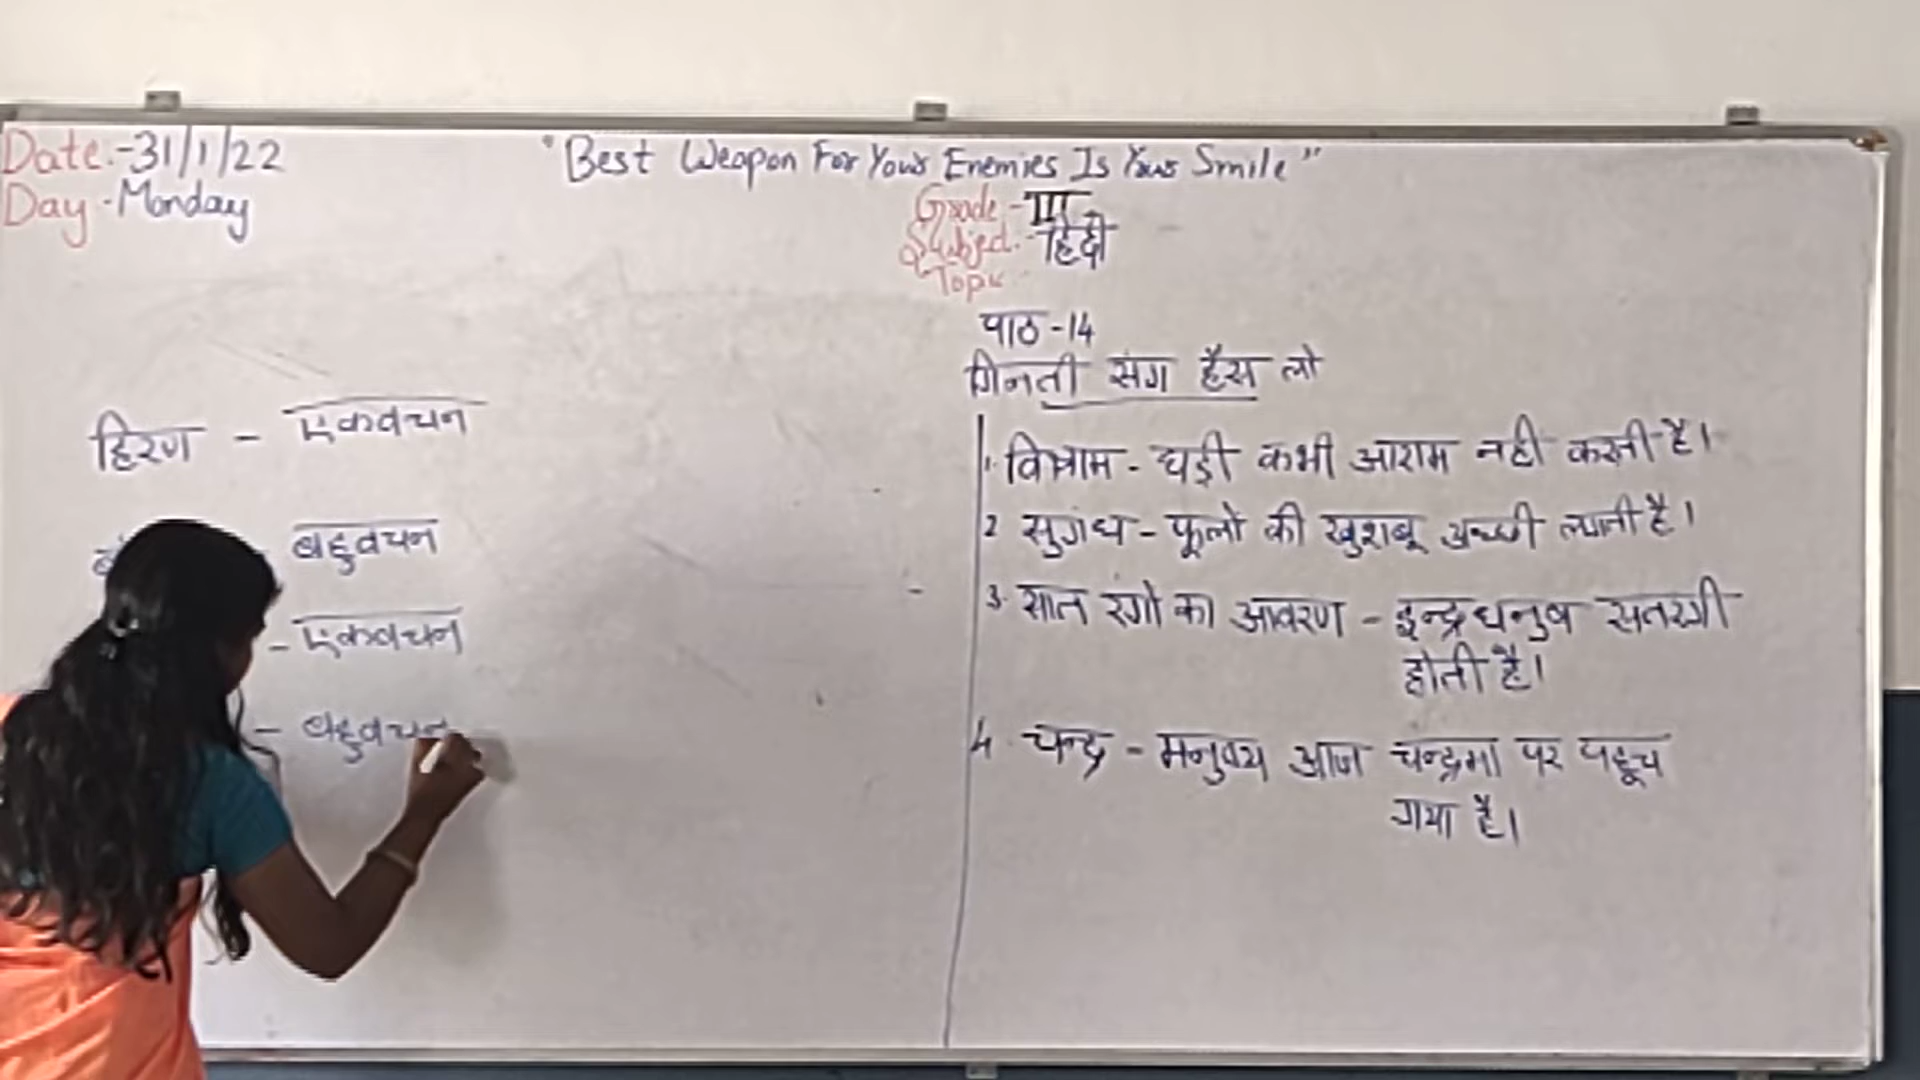 Date.-31/1/22
Day.-Monday
"Best Weapon For Your Enemies Is Your Smile"
Grade-III
Subject.-हिंदी
Topic
पाठ-14
गिनती संग हँस लो
हिरण - एकवचन
- बहुवचन
- एकवचन
- बहुवचन
1. विश्राम - घड़ी कभी आराम नही करती है।
2 सुगंध - फूलो की खुशबू अच्छी लगती है।
3. सात रंगो का आवरण - इन्द्रधनुष सतरंगी
होती है।
4. चन्द्र - मनुष्य आज चन्द्रमा पर पहूच
गया है।